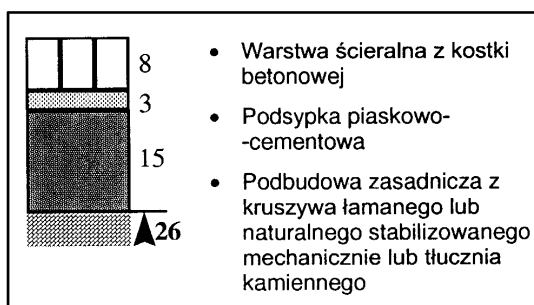 8
3
15
26
• Warstwa ścieralna z kostki
betonowej
• Podsypka piaskowo-
-cementowa
• Podbudowa zasadnicza z
kruszywa łamanego lub
naturalnego stabilizowanego
mechanicznie lub tłucznia
kamiennego